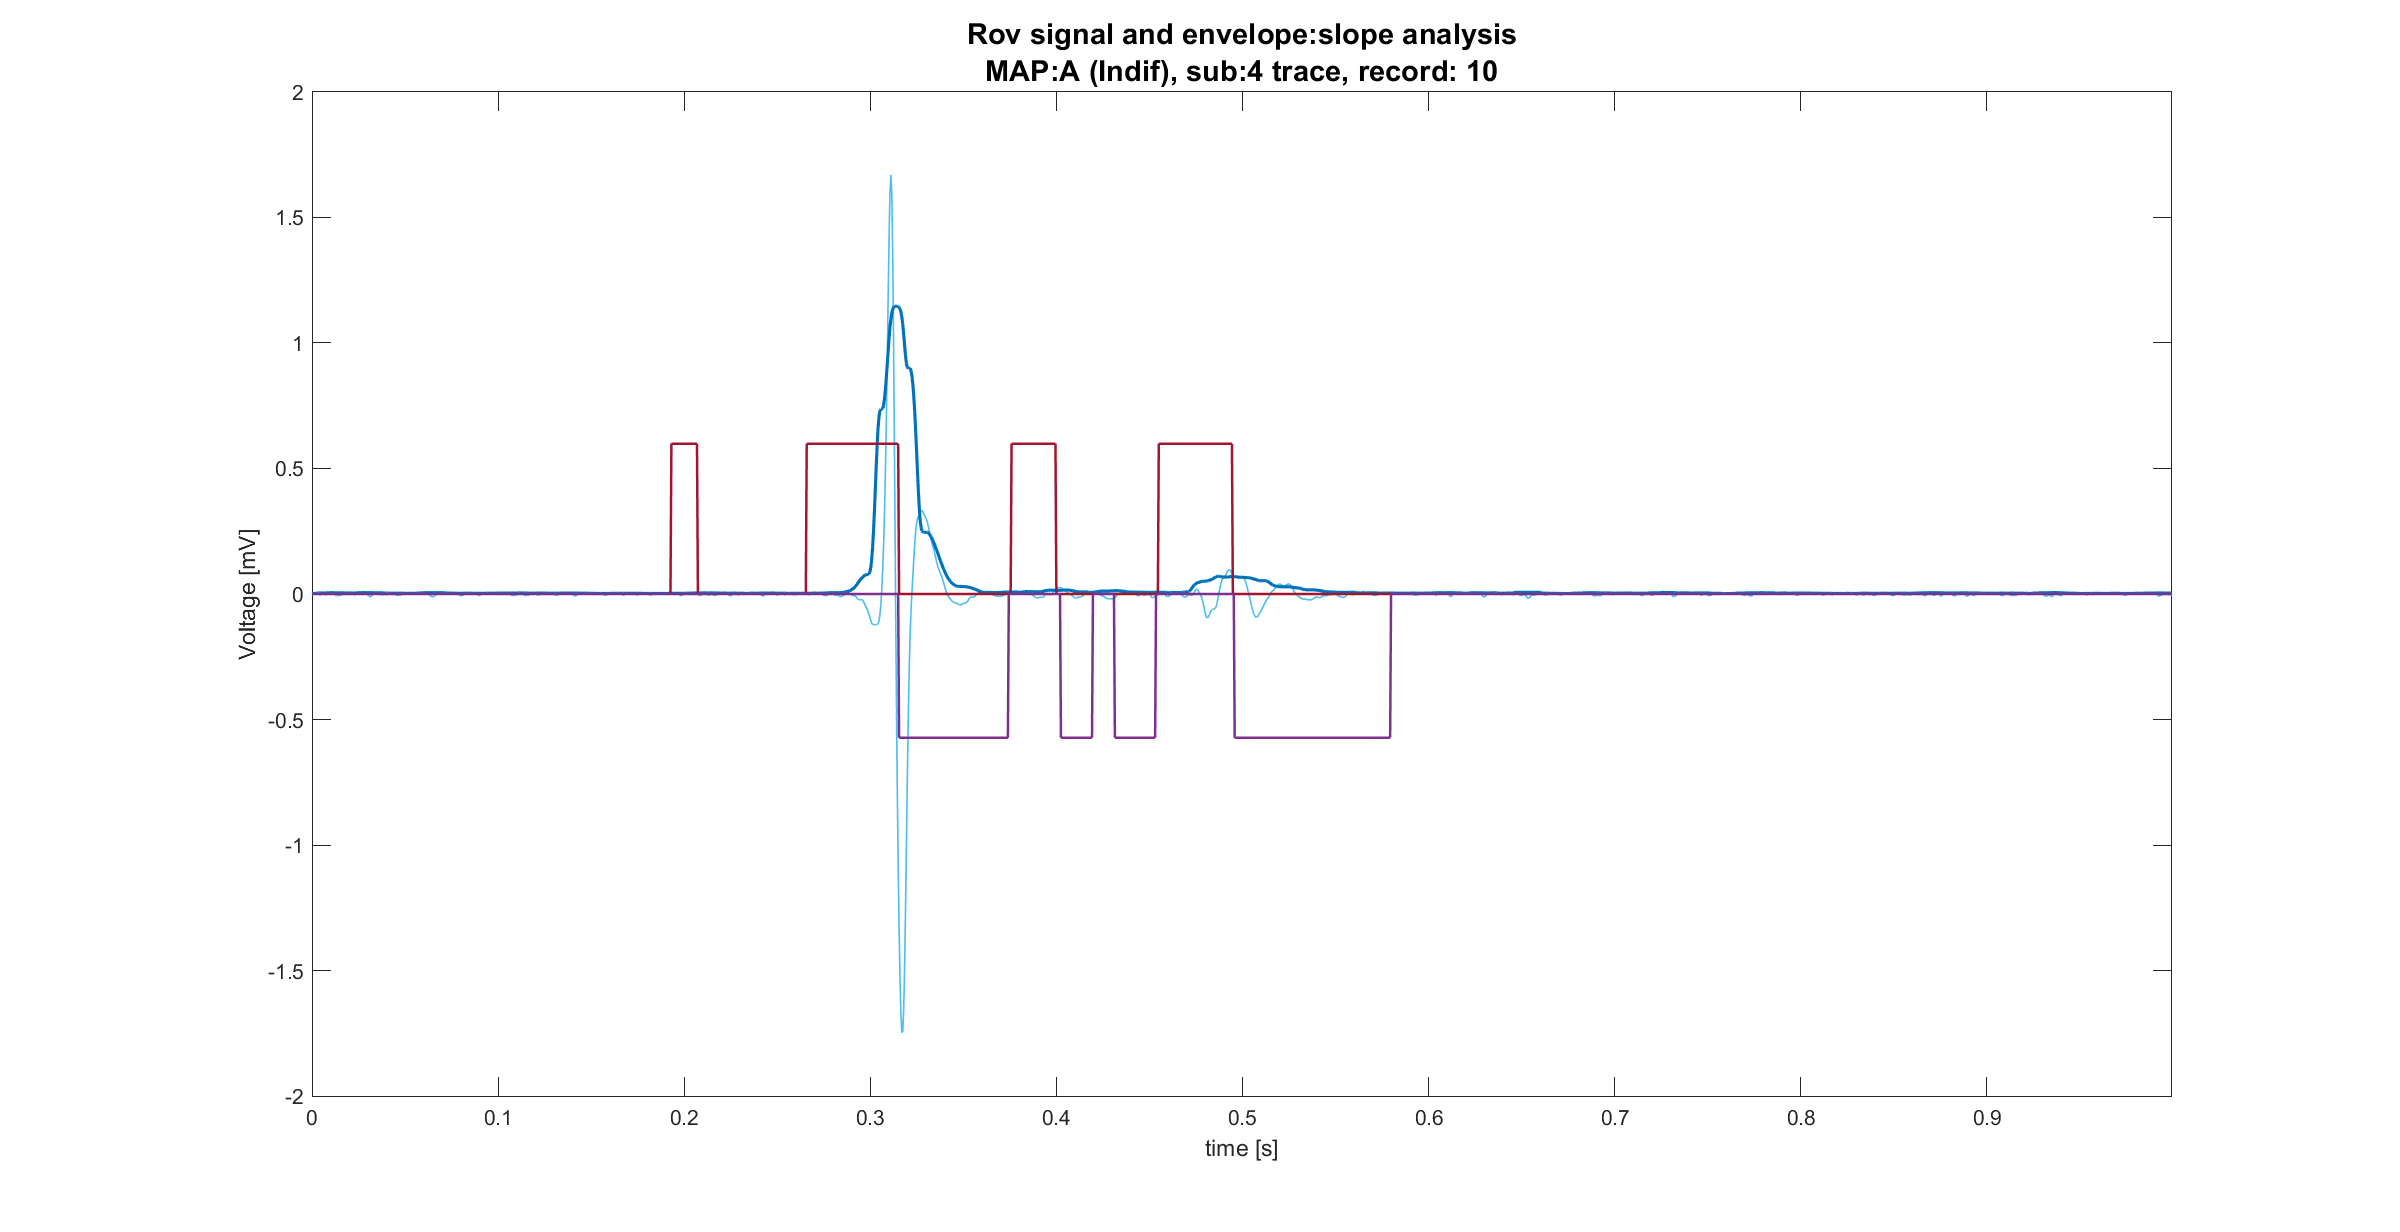 Rov signal and envelope:slope analysis
MAP:A (Indif), sub:4 trace, record: 10
2
1.5
1
0.5
0
-0.5
-1
-1.5
-2
Voltage [mV]
0 0.1 0.2 0.3 0.4 0.5 0.6 0.7 0.8 0.9
time [s]